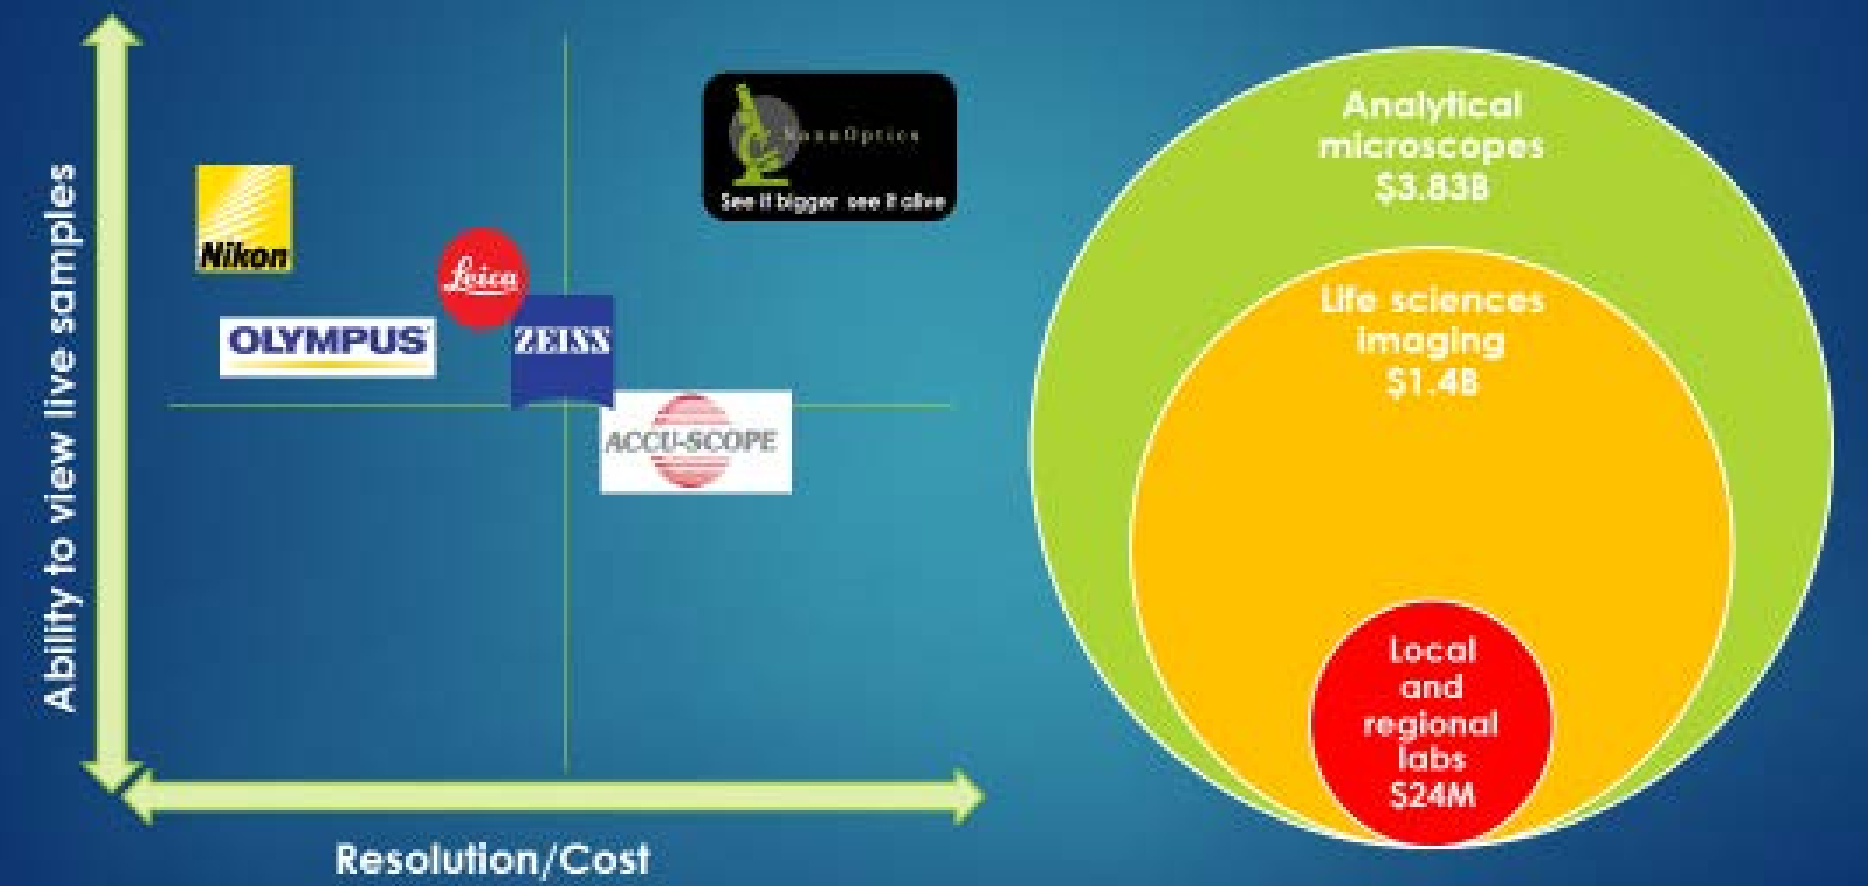 Ability to view live samples
Nikon
OLYMPUS
Leica
ZEISS
ACCU-SCOPE
NanoOptics
See it bigger see it alive
Resolution/Cost
Analytical
microscopes
$3.83B
Life sciences
imaging
$1.4B
Local
and
regional
labs
$24M